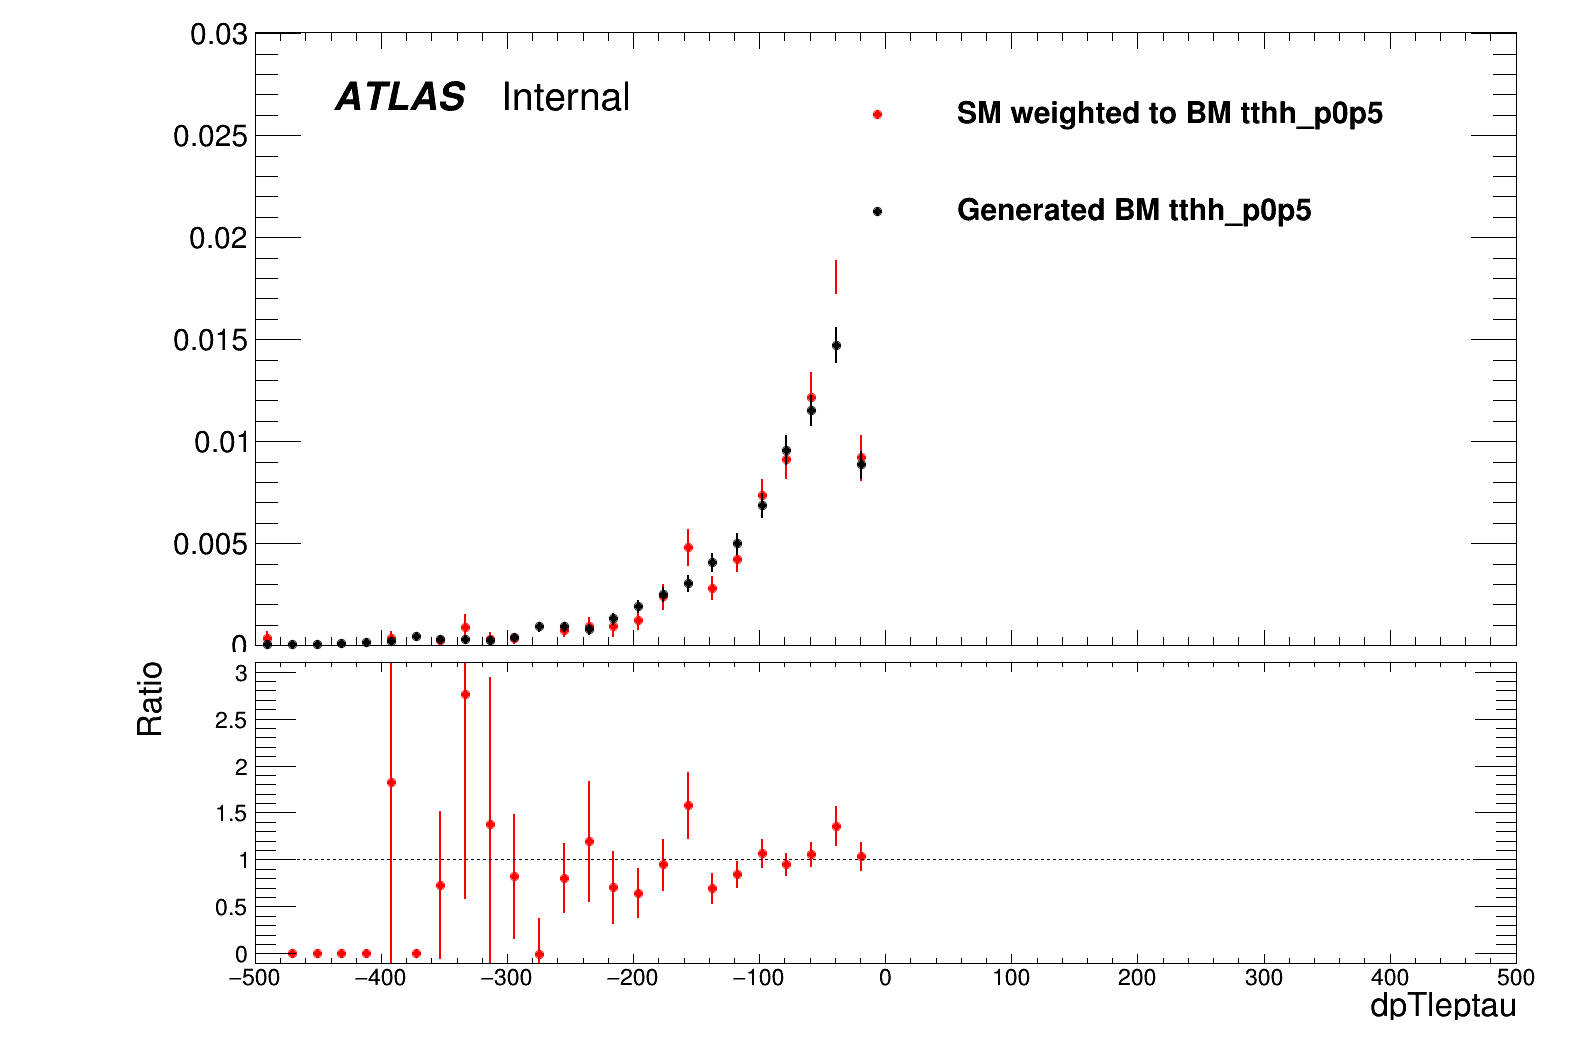 0.03
ATLAS Internal
SM weighted to BM tthh_p0p5
0.025
Generated BM tthh_p0p5
0.02
0.015
0.01
0.005
0
Ratio
3
2.5
2
1.5
1
0.5
0
−500 −400 −300 −200 −100 0 100 200 300 400 500
dpTleptau